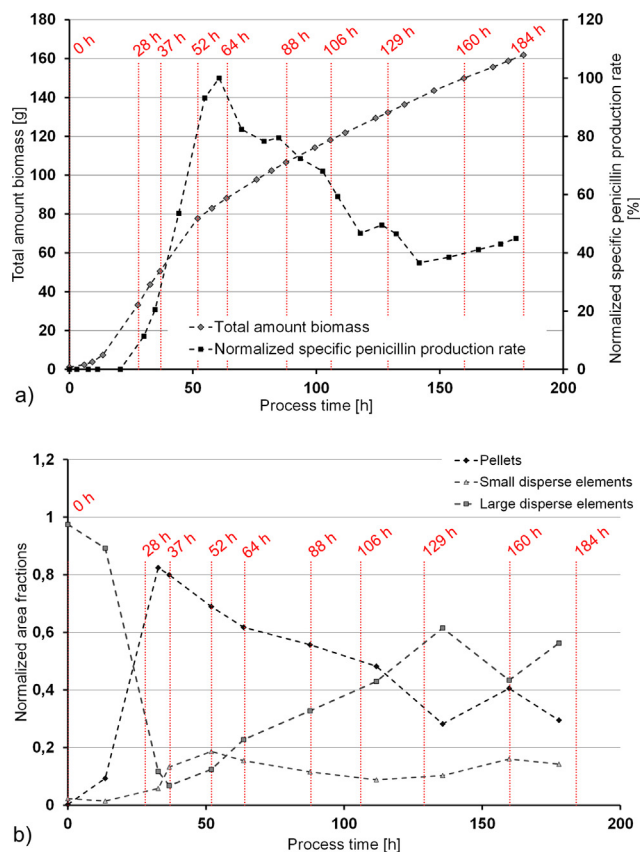 180 0 h 28 h 37 h 52 h 64 h 88 h 106 h 129 h 160 h 184 h 120
160
140 100
120 80
100
80 60
60 40
40
20 20
0 0
Total amount biomass [g]
Normalized specific penicillin production rate
[%]
Total amount biomass
Normalized specific penicillin production rate
0 50 100 150 200
a) Process time [h]
1,2
Pellets
Small disperse elements
Large disperse elements
1 0 h 28 h 37 h 52 h 64 h 88 h 106 h 129 h 160 h 184 h
0,8
0,6
0,4
0,2
0
Normalized area fractions
0 50 100 150 200
b) Process time [h]